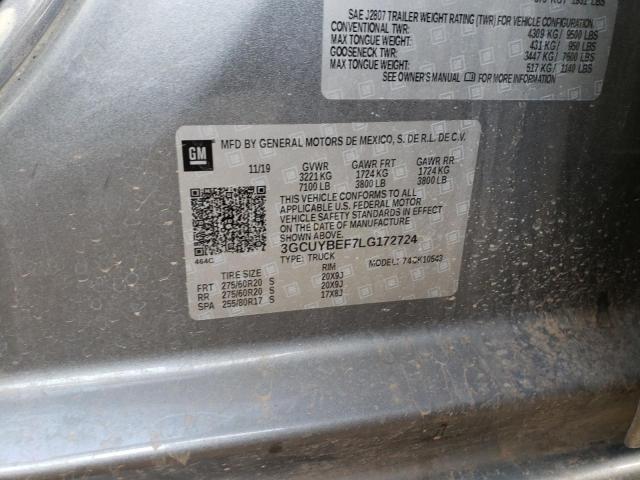 SAE J2807 TRAILER WEIGHT RATING (TWR) FOR VEHICLE CONFIGURATION
CONVENTIONAL TWR: 4309 KG/ 9500 LBS
MAX TONGUE WEIGHT: 431 KG/ 950 LBS
GOOSENECK TWR: 3447 KG/ 7600 LBS
MAX TONGUE WEIGHT: 517 KG/ 1140 LBS
SEE OWNER'S MANUAL FOR MORE INFORMATION
GM
MFD BY GENERAL MOTORS DE MEXICO, S. DE R.L. DE C.V.
11/19 GVWR GAWR FRT GAWR RR
3221 KG 1724 KG 1724 KG
7100 LB 3800 LB 3800 LB
THIS VEHICLE CONFORMS TO ALL
APPLICABLE U.S. FEDERAL MOTOR
VEHICLE SAFETY STANDARDS IN EFFECT
ON THE DATE OF MANUFACTURE
SHOWN ABOVE.
3GCUYBEF7LG172724
464C TYPE: TRUCK MODEL: 74CK10543
TIRE SIZE RIM
FRT 275/60R20 S 20X9J
RR 275/60R20 S 20X9J
SPA 255/80R17 S 17X8J